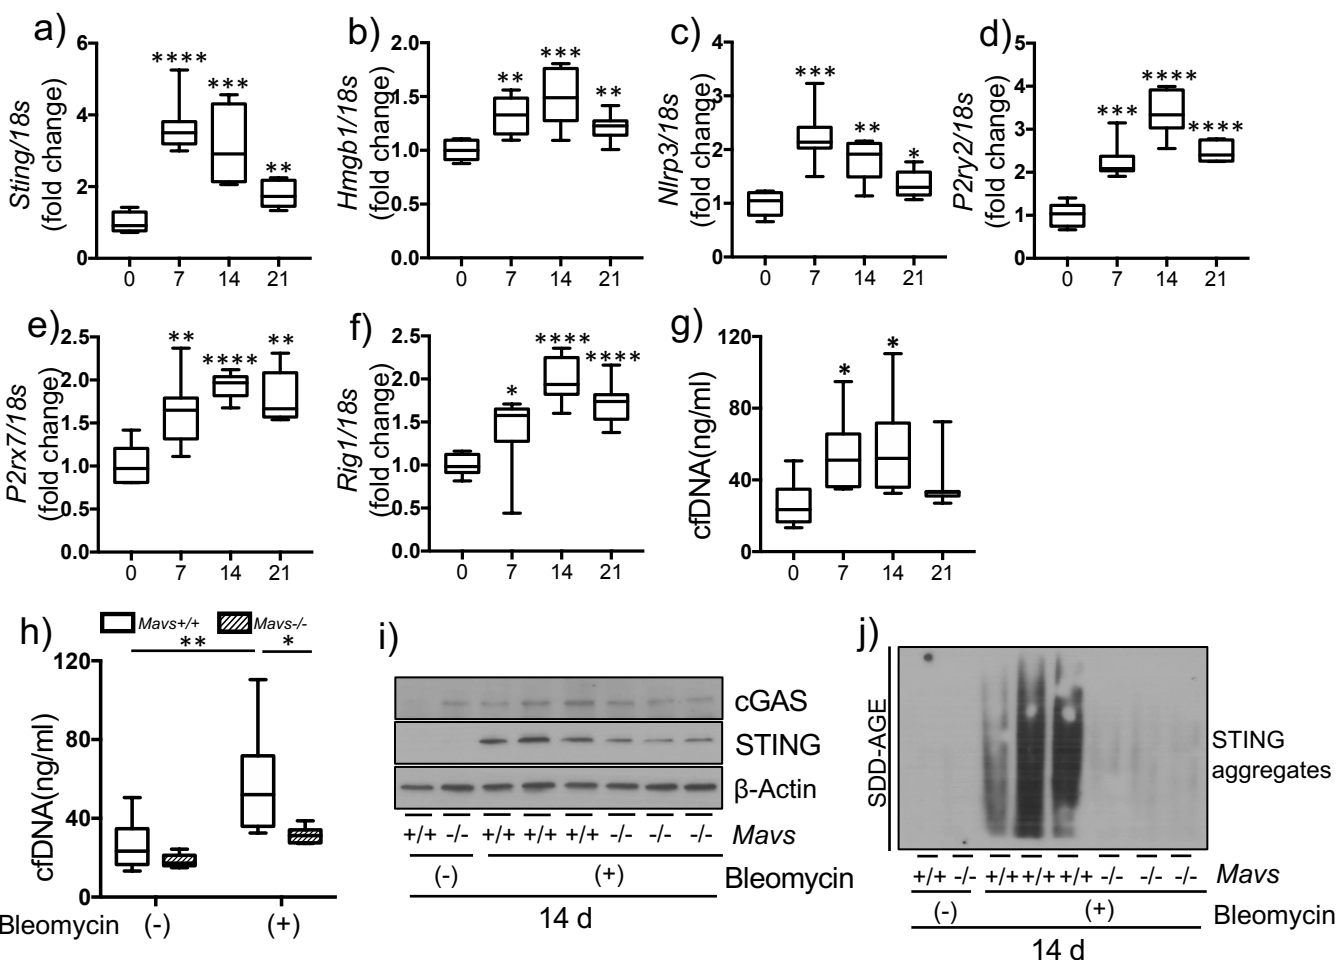 a)
Sting/18s
(fold change)
6
4
2
0
****
***
**
0 7 14 21
b)
Hmgb1/18s
(fold change)
2.0
1.5
1.0
0.5
0.0
**
***
**
0 7 14 21
c)
Nlrp3/18s
(fold change)
4
3
2
1
0
***
**
*
0 7 14 21
d)
P2ry2/18s
(fold change)
5
4
3
2
1
0
***
****
****
0 7 14 21
e)
P2rx7/18s
(fold change)
2.5
2.0
1.5
1.0
0.5
0.0
**
****
**
0 7 14 21
f)
Rig1/18s
(fold change)
2.5
2.0
1.5
1.0
0.5
0.0
*
****
****
0 7 14 21
g)
cfDNA(ng/ml)
120
80
40
0
*
*
0 7 14 21
h)
Mavs+/+ Mavs-/-
** *
cfDNA(ng/ml)
120
80
40
0
Bleomycin (-) (+)
i)
cGAS
STING
β-Actin
+/+ -/- +/+ +/+ +/+ -/- -/- -/- Mavs
(-) (+) Bleomycin
14 d
j)
SDD-AGE
STING
aggregates
+/+ -/- +/+ +/+ +/+ -/- -/- -/- Mavs
(-) (+) Bleomycin
14 d